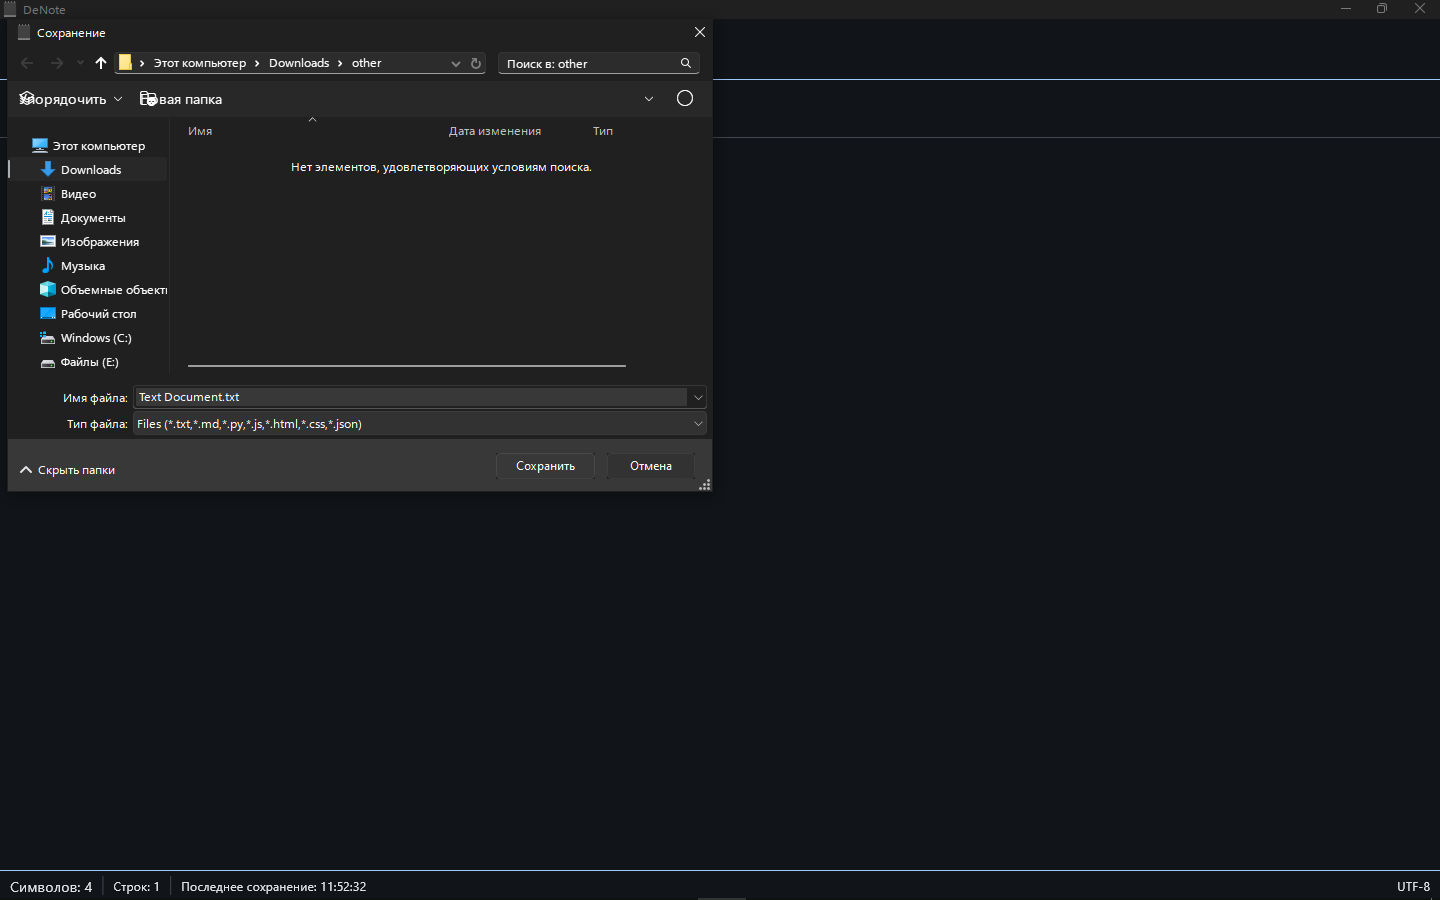 DeNote
Сохранение
Этот компьютер
Downloads
other
Поиск в: other
Упорядочить
Новая папка
Имя
Дата изменения
Тип
Нет элементов, удовлетворяющих условиям поиска.
Этот компьютер
Downloads
Видео
Документы
Изображения
Музыка
Объемные объект
Рабочий стол
Windows (C:)
Файлы (E:)
Имя файла: Text Document.txt
Тип файла: Files (*.txt,*.md,*.py,*.js,*.html,*.css,*.json)
Скрыть папки
Сохранить
Отмена
Символов: 4
Строк: 1
Последнее сохранение: 11:52:32
UTF-8